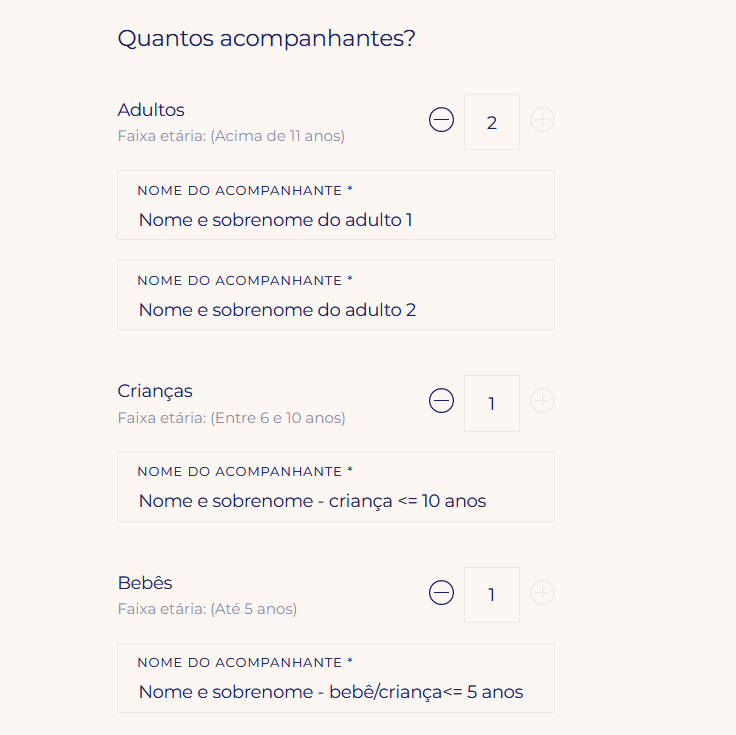 Quantos acompanhantes?
Adultos
Faixa etária: (Acima de 11 anos)
2
NOME DO ACOMPANHANTE *
Nome e sobrenome do adulto 1
NOME DO ACOMPANHANTE *
Nome e sobrenome do adulto 2
Crianças
Faixa etária: (Entre 6 e 10 anos)
1
NOME DO ACOMPANHANTE *
Nome e sobrenome - criança <= 10 anos
Bebês
Faixa etária: (Até 5 anos)
1
NOME DO ACOMPANHANTE *
Nome e sobrenome - bebê/criança<= 5 anos